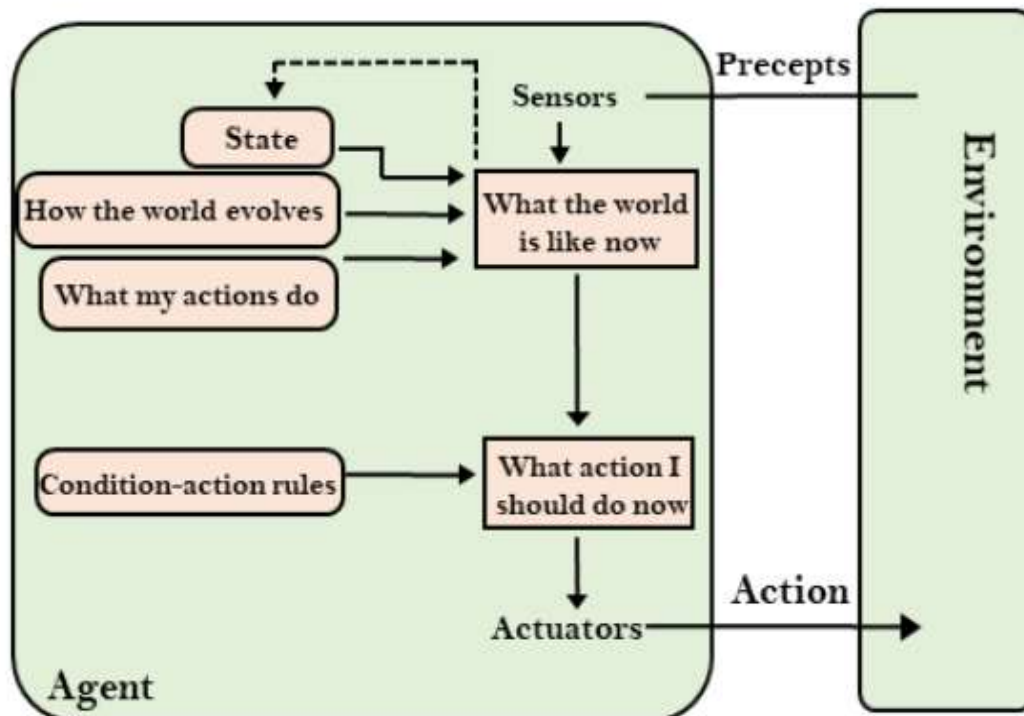 Precepts
Sensors
State
How the world evolves
What the world
is like now
What my actions do
Environment
Condition-action rules
What action I
should do now
Action
Actuators
Agent